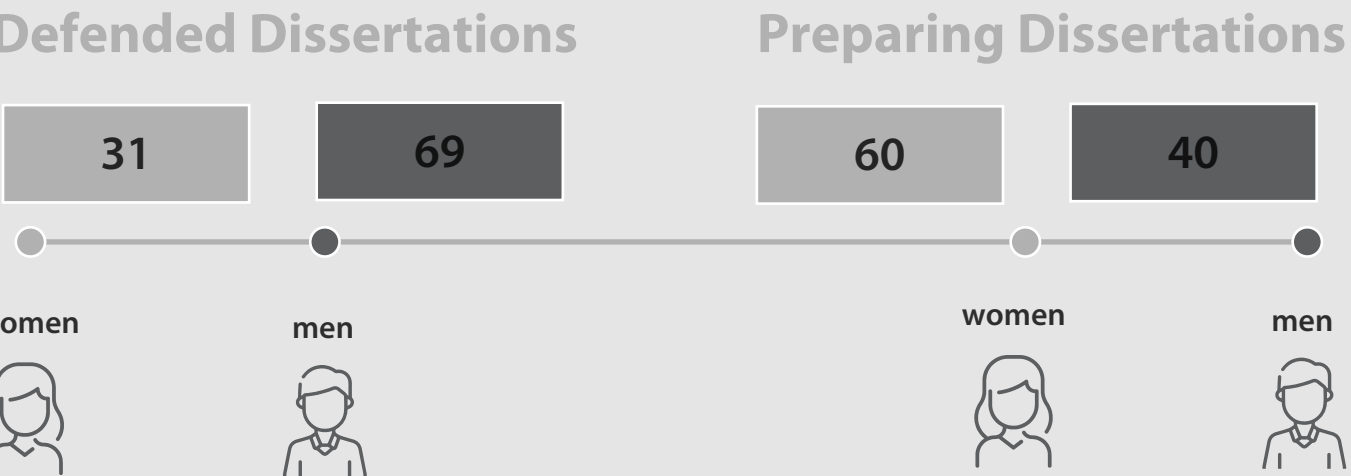 Defended Dissertations
Preparing Dissertations
31
69
60
40
omen
men
women
men